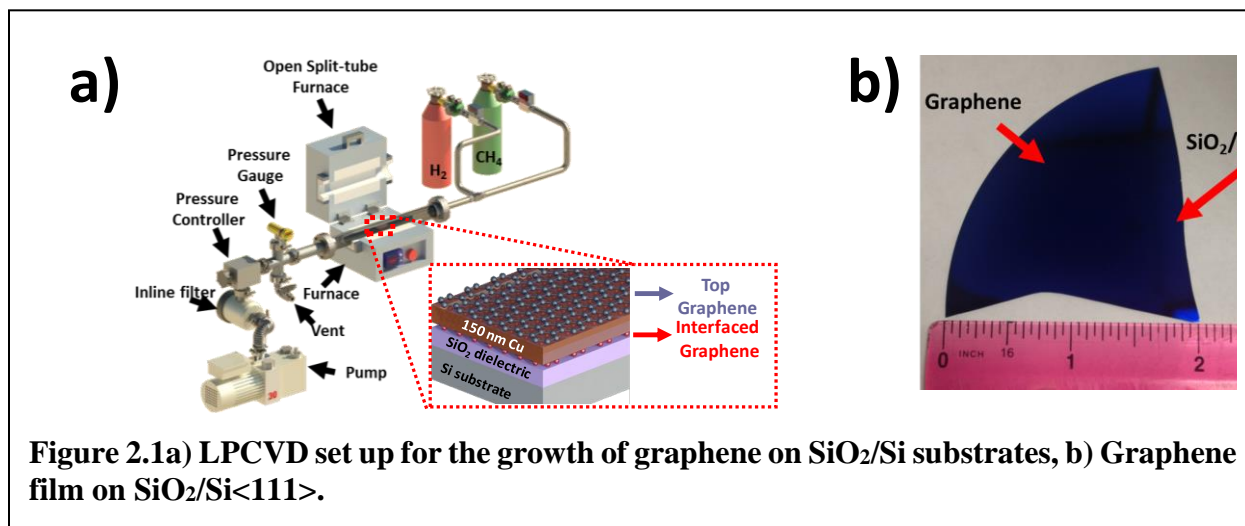 a)
Open Split-tube
Furnace
Pressure
Gauge
Pressure
Controller
Inline filter
Furnace
Vent
Pump
30
H₂
CH₄
150 nm Cu
SiO₂ dielectric
Si substrate
Top
Graphene
Interfaced
Graphene
b)
Graphene
SiO₂/
0 INCH 16 1 2
Figure 2.1a) LPCVD set up for the growth of graphene on SiO₂/Si substrates, b) Graphene
film on SiO₂/Si<111>.